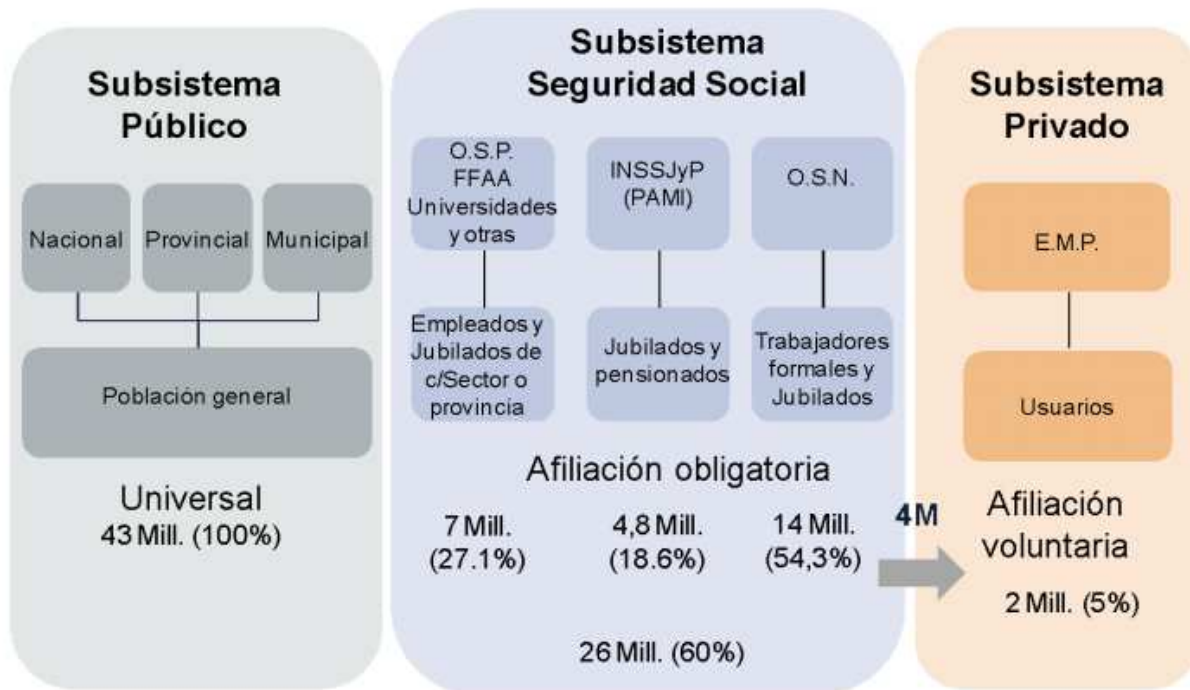 Subsistema
Público
Nacional
Provincial
Municipal
Población general
Universal
43 Mill. (100%)
Subsistema
Seguridad Social
O.S.P.
FFAA
Universidades
y otras
INSSJyP
(PAMI)
O.S.N.
Empleados y
Jubilados de
c/Sector o
provincia
Jubilados y
pensionados
Trabajadores
formales y
Jubilados
Afiliación obligatoria
7 Mill.
(27.1%)
4,8 Mill.
(18.6%)
14 Mill.
(54,3%)
26 Mill. (60%)
4M
Subsistema
Privado
E.M.P.
Usuarios
Afiliación
voluntaria
2 Mill. (5%)